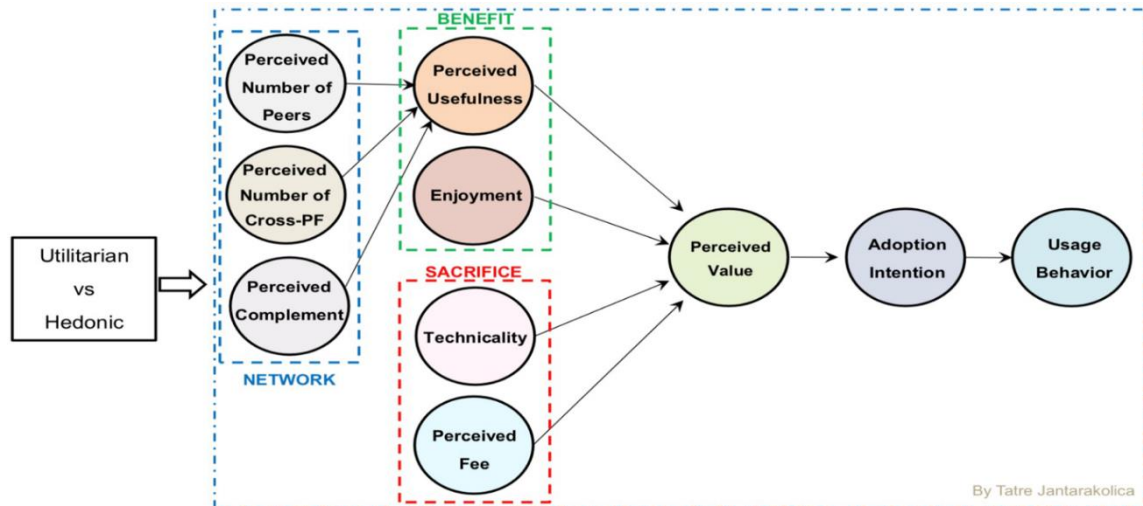 Utilitarian
vs
Hedonic
Perceived
Number of
Peers
Perceived
Number of
Cross-PF
Perceived
Complement
NETWORK
BENEFIT
Perceived
Usefulness
Enjoyment
SACRIFICE
Technicality
Perceived
Fee
Perceived
Value
Adoption
Intention
Usage
Behavior
By Tatre Jantarakolica